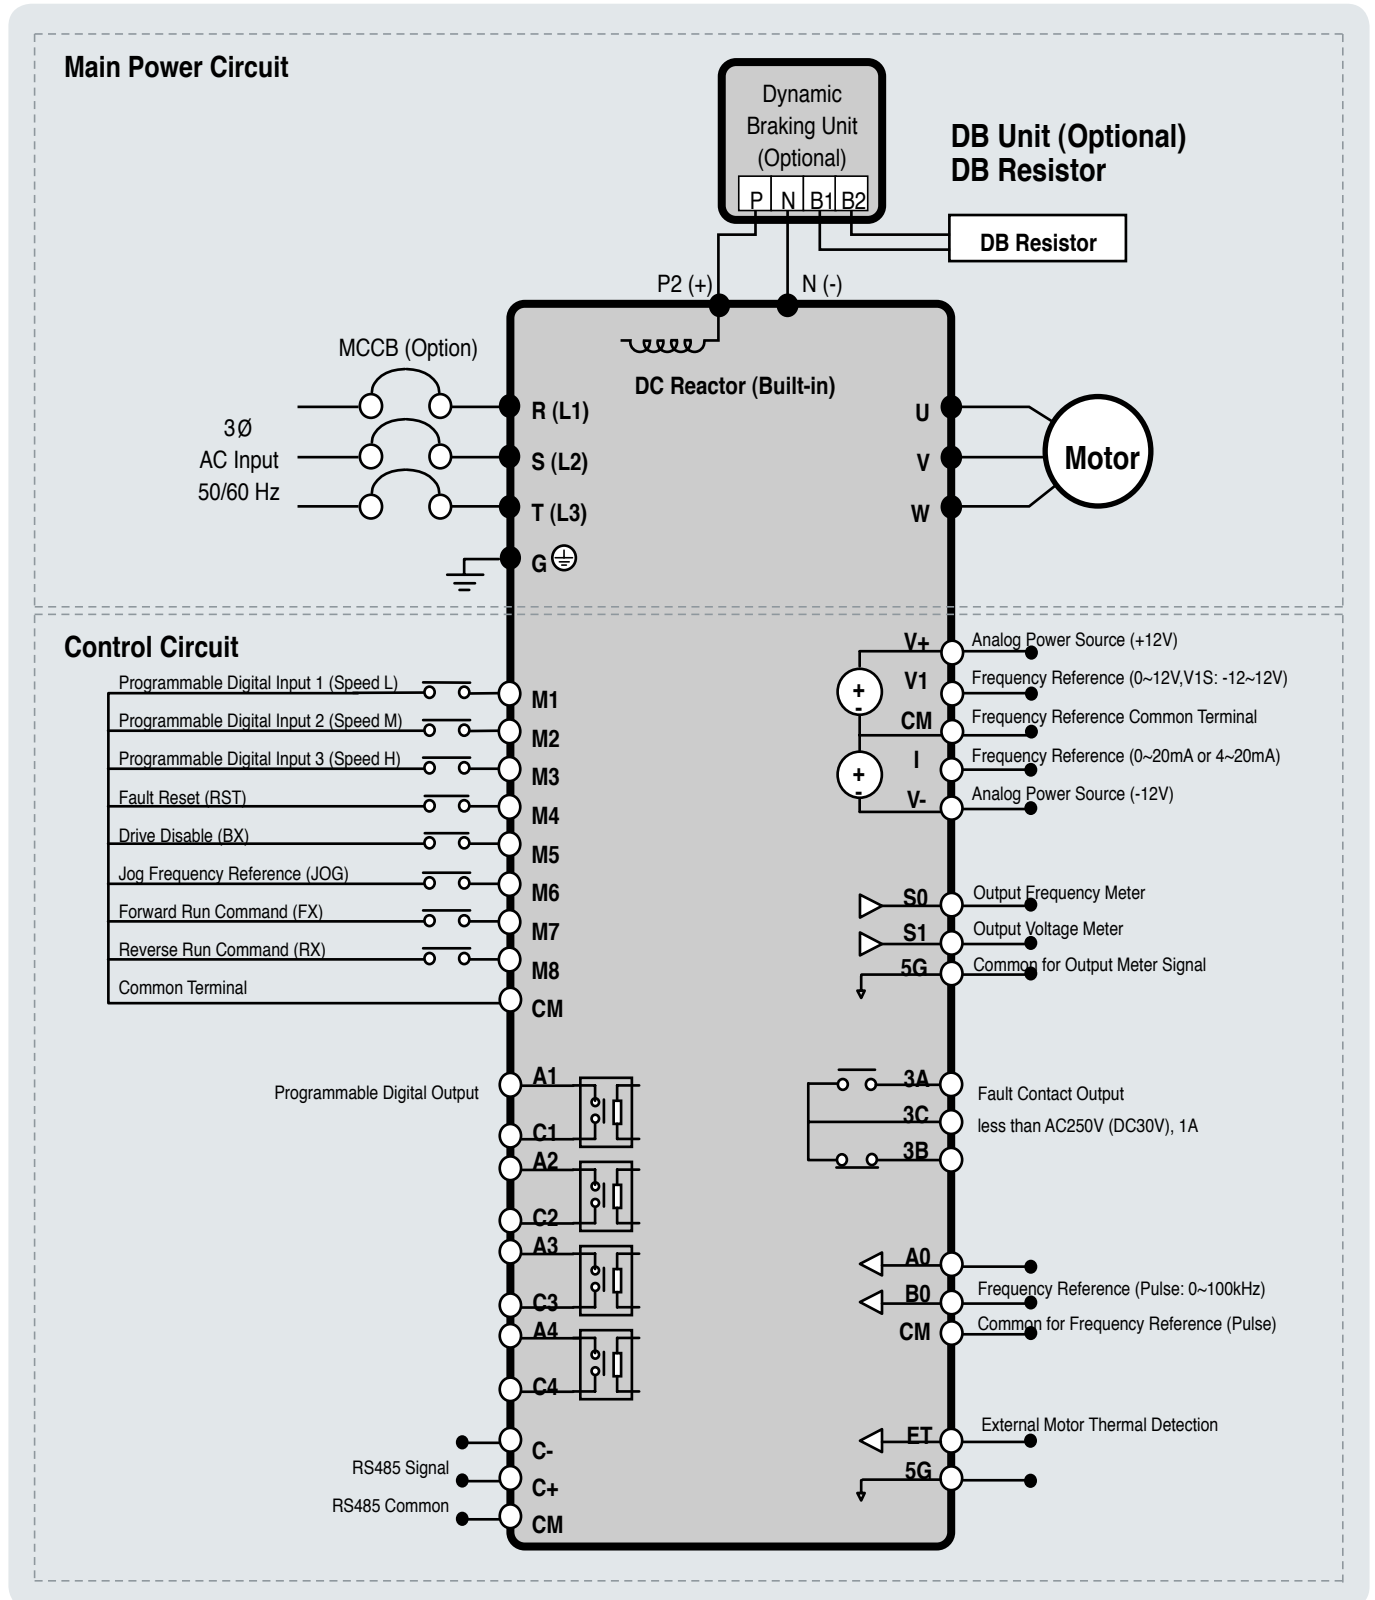 Main Power Circuit
Dynamic
Braking Unit
(Optional)
P N B1 B2
DB Unit (Optional)
DB Resistor
DB Resistor
P2 (+)
N (-)
MCCB (Option)
DC Reactor (Built-in)
3Ø
AC Input
50/60 Hz
R (L1)
S (L2)
T (L3)
G
U
V
W
Motor
Control Circuit
Programmable Digital Input 1 (Speed L)
M1
Programmable Digital Input 2 (Speed M)
M2
Programmable Digital Input 3 (Speed H)
M3
Fault Reset (RST)
M4
Drive Disable (BX)
M5
Jog Frequency Reference (JOG)
M6
Forward Run Command (FX)
M7
Reverse Run Command (RX)
M8
Common Terminal
CM
V+
Analog Power Source (+12V)
V1
Frequency Reference (0~12V,V1S: -12~12V)
CM
Frequency Reference Common Terminal
I
Frequency Reference (0~20mA or 4~20mA)
V-
Analog Power Source (-12V)
+
-
+
-
S0
Output Frequency Meter
S1
Output Voltage Meter
5G
Common for Output Meter Signal
Programmable Digital Output
A1
C1
A2
C2
A3
C3
A4
C4
3A
3C
3B
Fault Contact Output
less than AC250V (DC30V), 1A
A0
B0
Frequency Reference (Pulse: 0~100kHz)
CM
Common for Frequency Reference (Pulse)
ET
External Motor Thermal Detection
5G
C-
RS485 Signal
C+
RS485 Common
CM